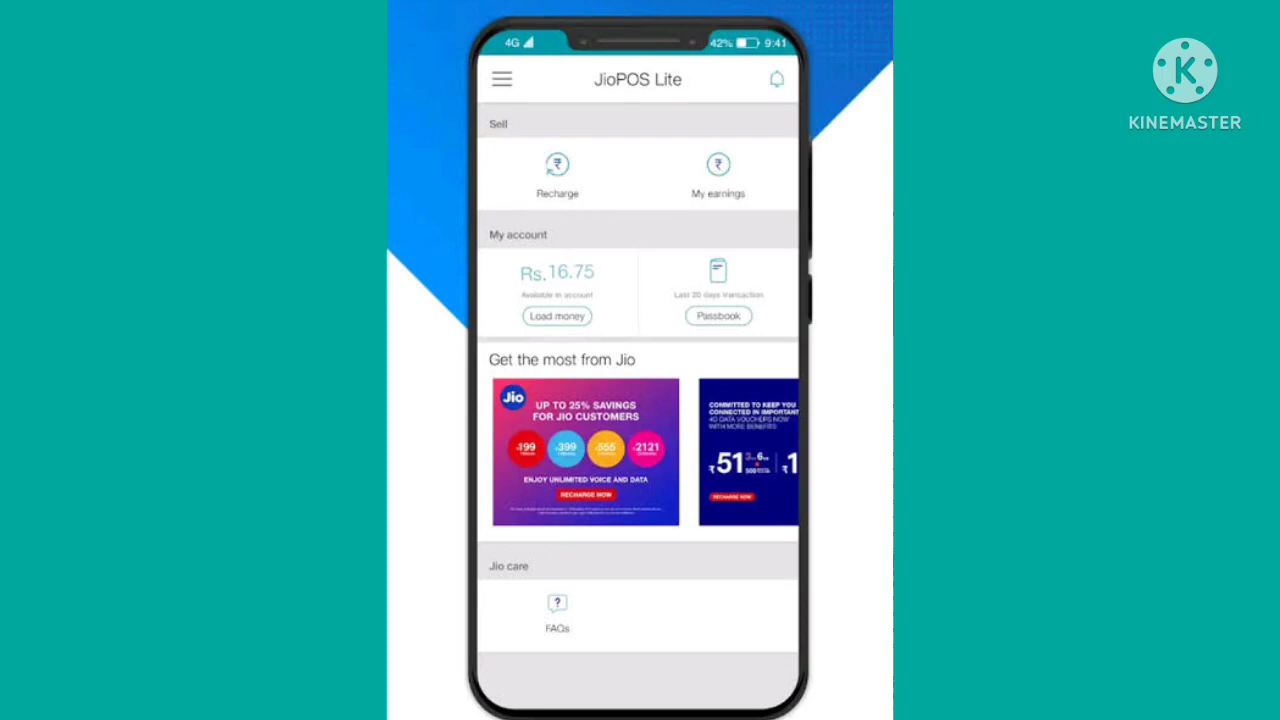 4G
42% 9:41
JioPOS Lite
KINEMASTER
Sell
Recharge
My earnings
My account
Rs.16.75
Available in account
Last 20 days transaction
Load money
Passbook
Get the most from Jio
Jio
UP TO 25% SAVINGS
FOR JIO CUSTOMERS
199
399
555
2121
ENJOY UNLIMITED VOICE AND DATA
RECHARGE NOW
COMMITTED TO KEEP YOU
CONNECTED IN IMPORTANT
4G DATA VOUCHERS NOW
WITH MORE BENEFITS
₹51
₹1
RECHARGE NOW
Jio care
FAQs